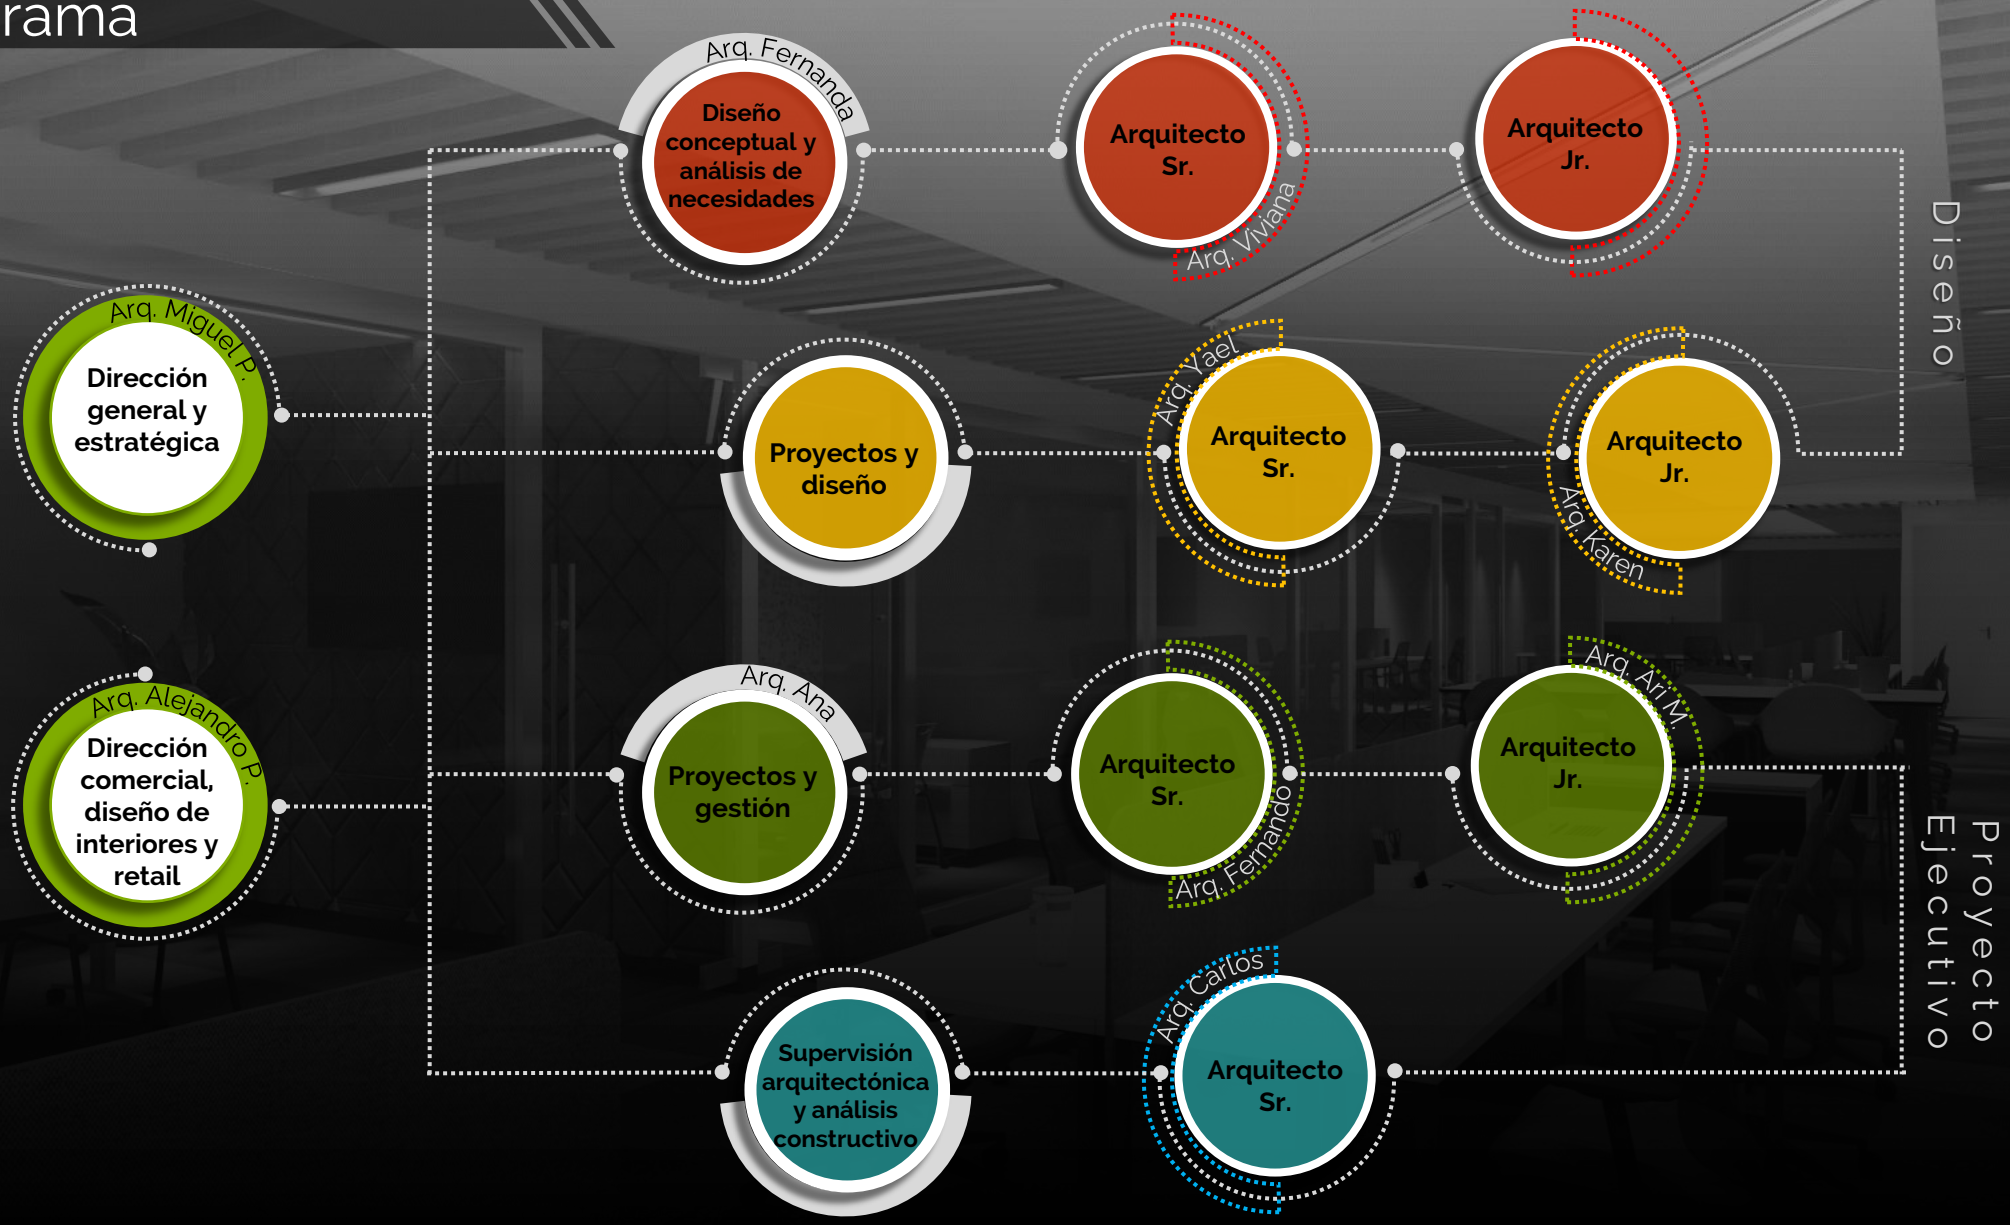 rama
Arq. Fernanda
Diseño
conceptual y
análisis de
necesidades
Arquitecto
Sr.
Arq. Viviana
Arquitecto
Jr.
Diseño
Arq. Miguel P.
Dirección
general y
estratégica
Proyectos y
diseño
Arq. Yael
Arquitecto
Sr.
Arquitecto
Jr.
Arq. Karen
Arq. Alejandro P.
Dirección
comercial,
diseño de
interiores y
retail
Arq. Ana
Proyectos y
gestión
Arquitecto
Sr.
Arq. Fernando
Arq. Ari M.
Arquitecto
Jr.
Proyecto
Ejecutivo
Supervisión
arquitectónica
y análisis
constructivo
Arq. Carlos
Arquitecto
Sr.